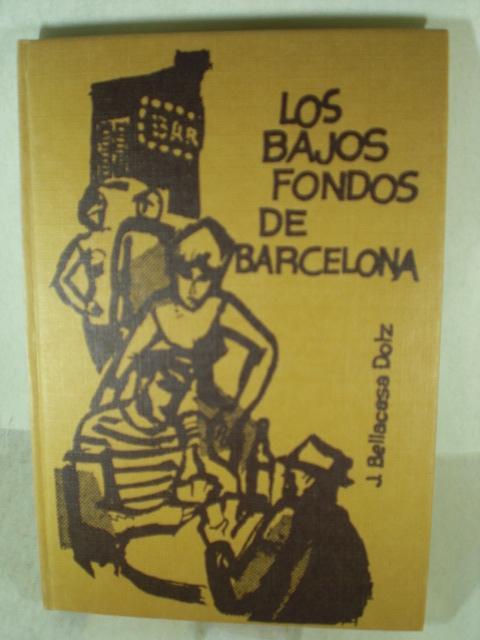 BAR
LOS
BAJOS
FONDOS
DE
BARCELONA
J. Bellacasa Dolz